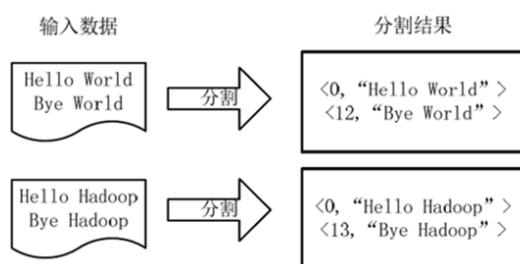 输入数据
分割结果
Hello World
Bye World
分割
<0, “Hello World” >
<12, “Bye World” >
Hello Hadoop
Bye Hadoop
分割
<0, “Hello Hadoop” >
<13, “Bye Hadoop” >